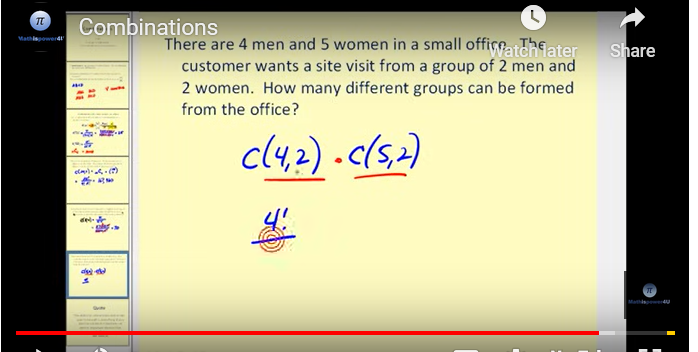 Combinations
Watch later
Share
There are 4 men and 5 women in a small office. The
customer wants a site visit from a group of 2 men and
2 women. How many different groups can be formed
from the office?
C(4,2) • C(5,2)
4!
π
Mathispower4U
π
Mathispower4U